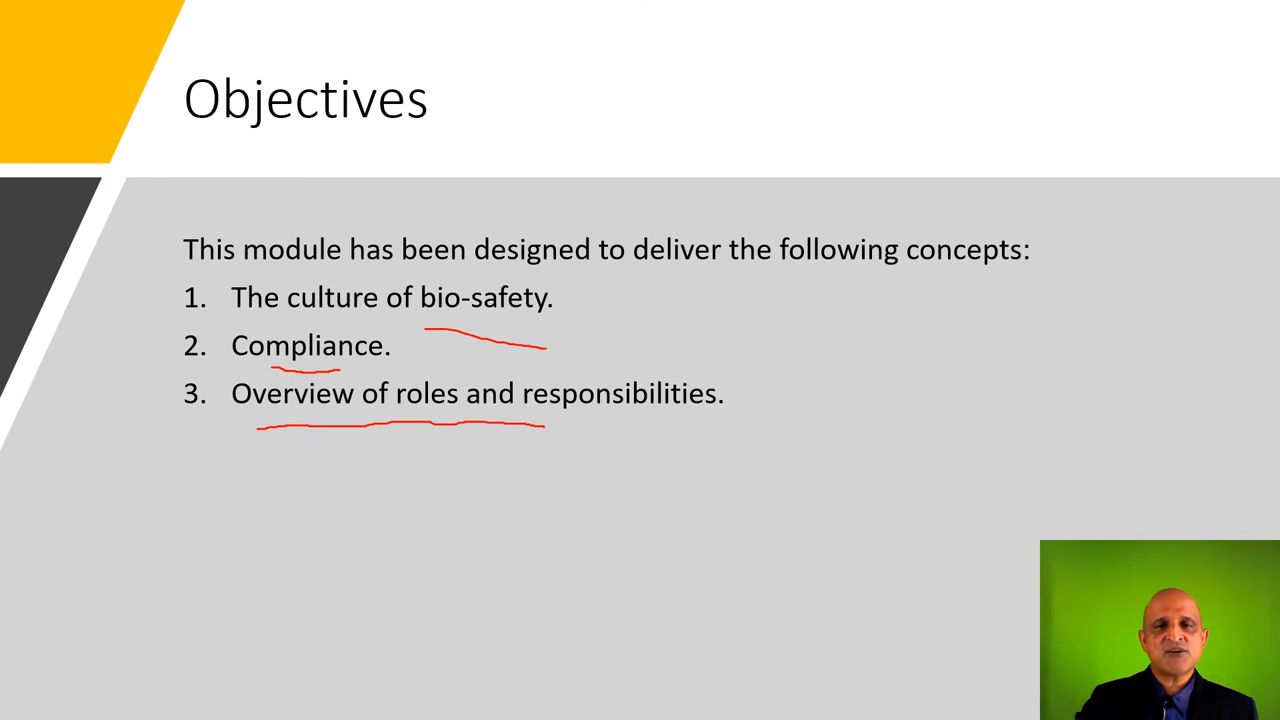 Objectives
This module has been designed to deliver the following concepts:
1. The culture of bio-safety.
2. Compliance.
3. Overview of roles and responsibilities.